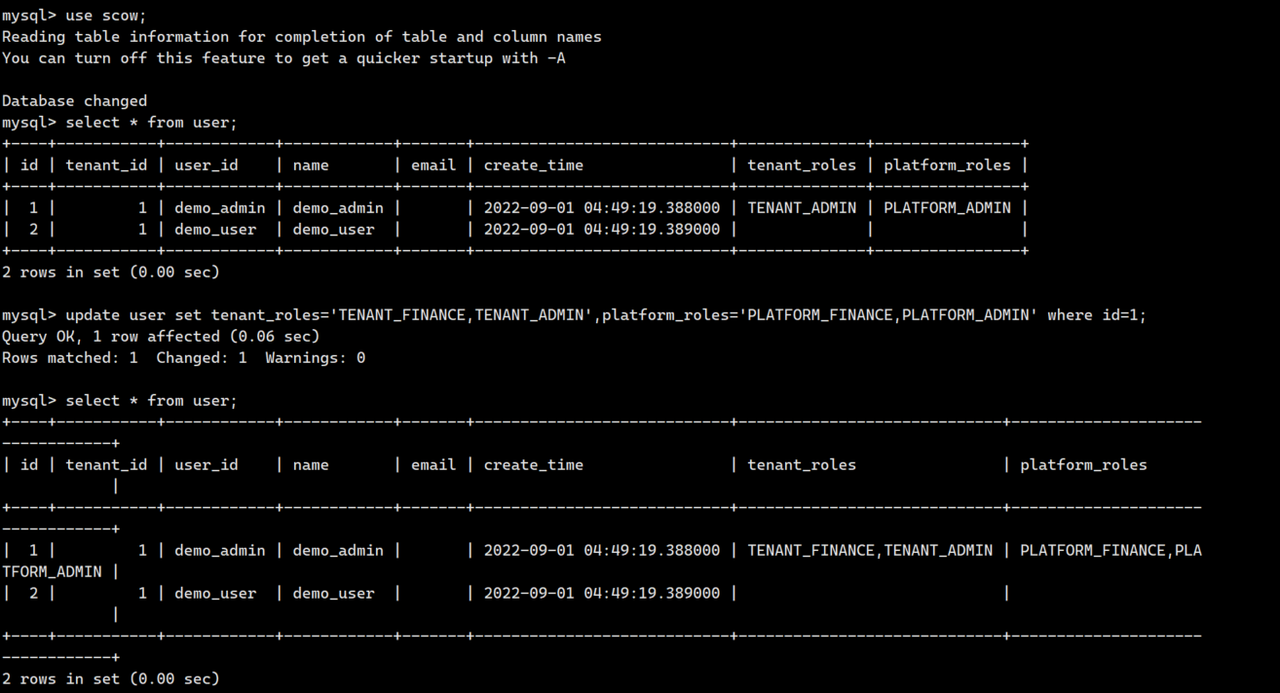 mysql> use scow;
Reading table information for completion of table and column names
You can turn off this feature to get a quicker startup with -A

Database changed
mysql> select * from user;
+----+-----------+------------+------------+-------+----------------------------+--------------+----------------+
| id | tenant_id | user_id    | name       | email | create_time                | tenant_roles | platform_roles |
+----+-----------+------------+------------+-------+----------------------------+--------------+----------------+
|  1 |         1 | demo_admin | demo_admin |       | 2022-09-01 04:49:19.388000 | TENANT_ADMIN | PLATFORM_ADMIN |
|  2 |         1 | demo_user  | demo_user  |       | 2022-09-01 04:49:19.389000 |              |                |
+----+-----------+------------+------------+-------+----------------------------+--------------+----------------+
2 rows in set (0.00 sec)

mysql> update user set tenant_roles='TENANT_FINANCE,TENANT_ADMIN',platform_roles='PLATFORM_FINANCE,PLATFORM_ADMIN' where id=1;
Query OK, 1 row affected (0.06 sec)
Rows matched: 1  Changed: 1  Warnings: 0

mysql> select * from user;
+----+-----------+------------+------------+-------+----------------------------+-----------------------------+---------------------
------------+
| id | tenant_id | user_id    | name       | email | create_time                | tenant_roles                | platform_roles
            |
+----+-----------+------------+------------+-------+----------------------------+-----------------------------+---------------------
------------+
|  1 |         1 | demo_admin | demo_admin |       | 2022-09-01 04:49:19.388000 | TENANT_FINANCE,TENANT_ADMIN | PLATFORM_FINANCE,PLA
TFORM_ADMIN |
|  2 |         1 | demo_user  | demo_user  |       | 2022-09-01 04:49:19.389000 |                             |
            |
+----+-----------+------------+------------+-------+----------------------------+-----------------------------+---------------------
------------+
2 rows in set (0.00 sec)